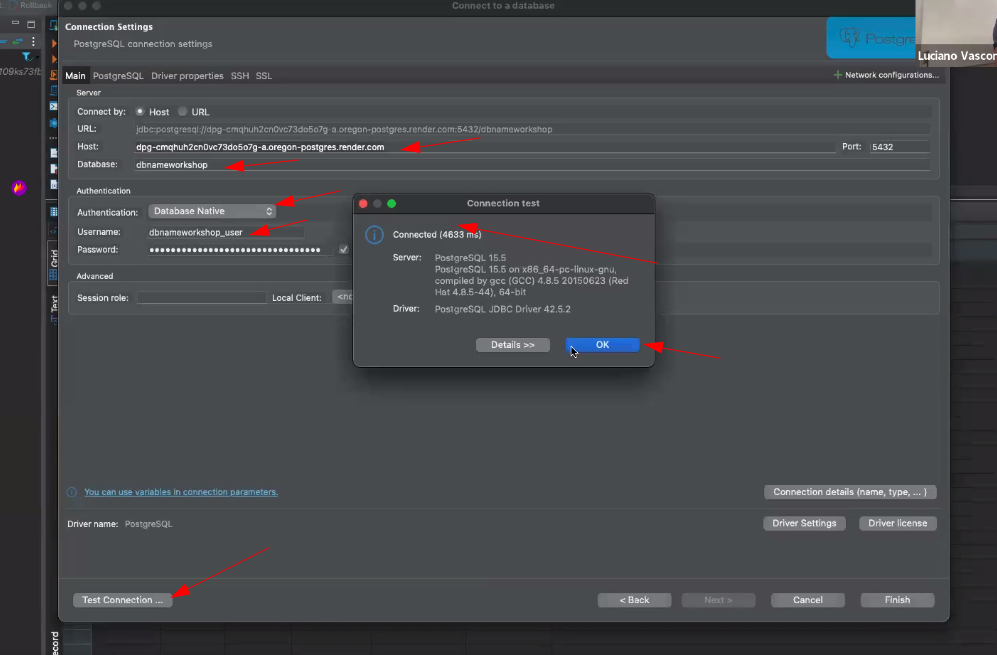 Rollback
Connect to a database
Connection Settings
PostgreSQL connection settings
Luciano Vascon
Main PostgreSQL Driver properties SSH SSL
Network configurations...
Server
Connect by: Host URL
URL: jdbc:postgresql://dpg-cmqhuh2cn0vc73do5o7g-a.oregon-postgres.render.com:5432/dbnameworkshop
Host: dpg-cmqhuh2cn0vc73do5o7g-a.oregon-postgres.render.com Port: 5432
Database: dbnameworkshop
Authentication
Authentication: Database Native
Username: dbnameworkshop_user
Password: ••••••••••••••••••••••••••••••••
Advanced
Session role: Local Client:
Connection test
Connected (4633 ms)
Server: PostgreSQL 15.5
PostgreSQL 15.5 on x86_64-pc-linux-gnu,
compiled by gcc (GCC) 4.8.5 20150623 (Red
Hat 4.8.5-44), 64-bit
Driver: PostgreSQL JDBC Driver 42.5.2
Details >> OK
You can use variables in connection parameters.
Connection details (name, type, ... )
Driver name: PostgreSQL
Driver Settings Driver license
Test Connection ... < Back Next > Cancel Finish
Grid
Text